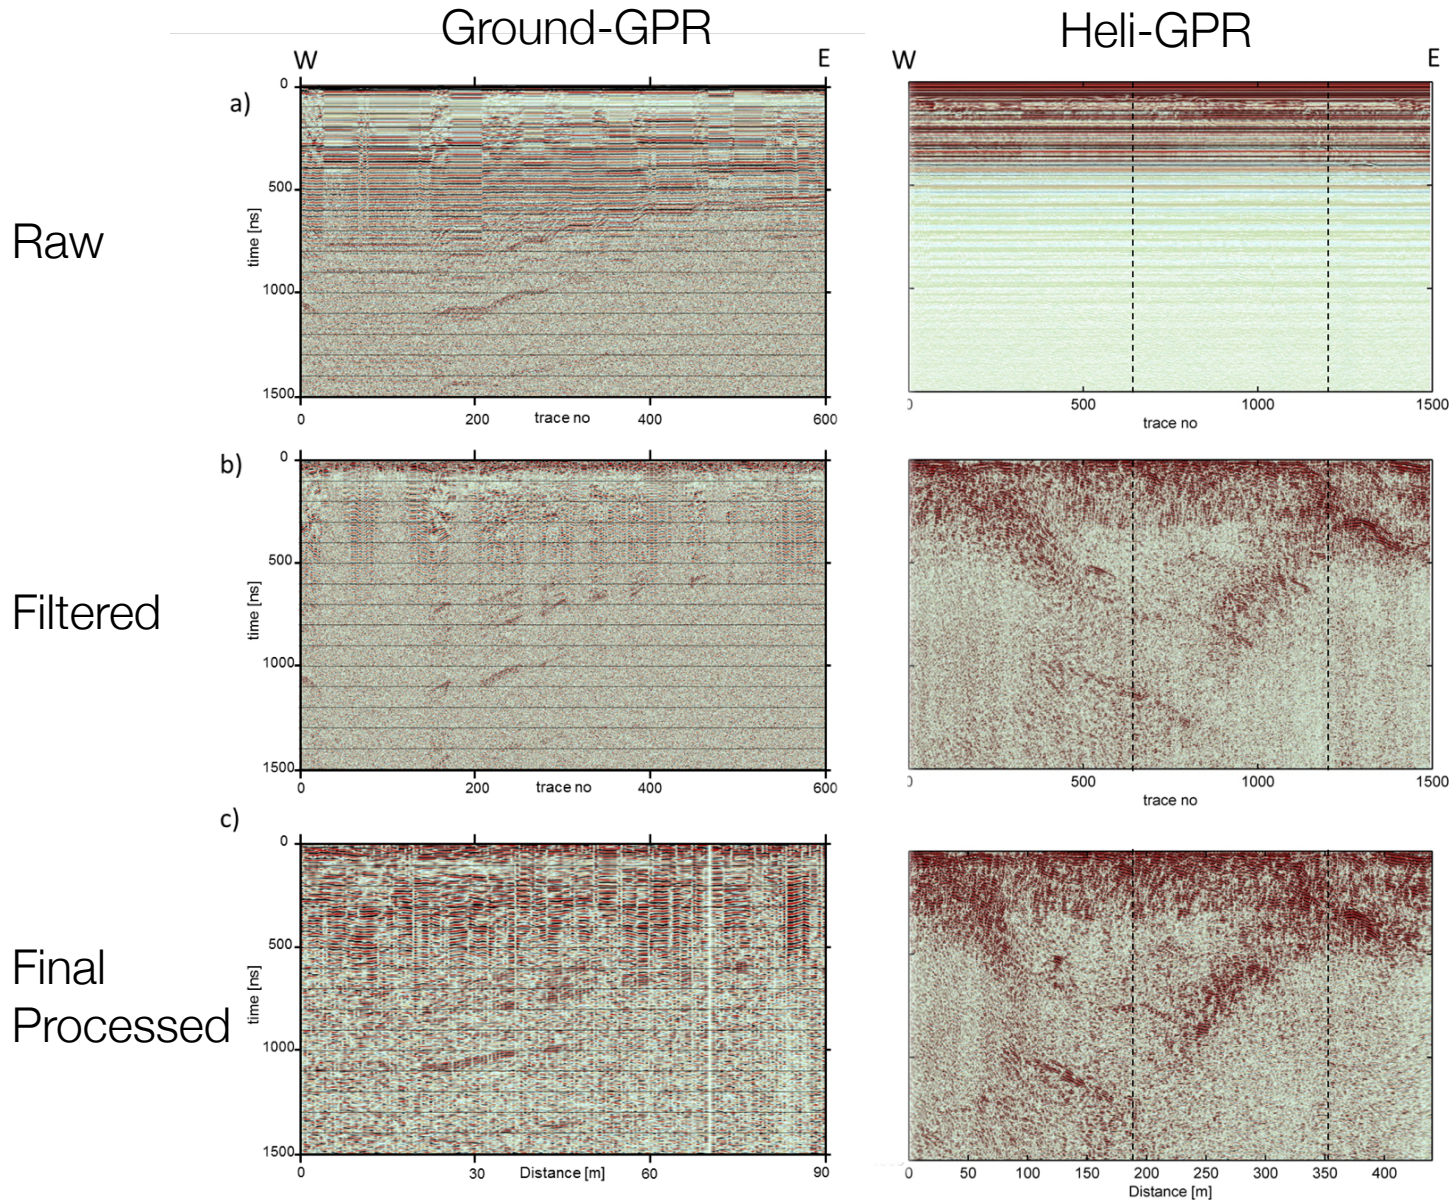 Ground-GPR
Heli-GPR
W E
W E
a)
Raw
0
500
1000
1500
time [ns]
0 200 400 600
trace no
500 1000 1500
trace no
b)
Filtered
0
500
1000
1500
time [ns]
0 200 400 600
trace no
0 500 1000 1500
trace no
c)
Final
Processed
0
500
1000
1500
time [ns]
0 30 60 90
Distance [m]
0 50 100 150 200 250 300 350 400
Distance [m]